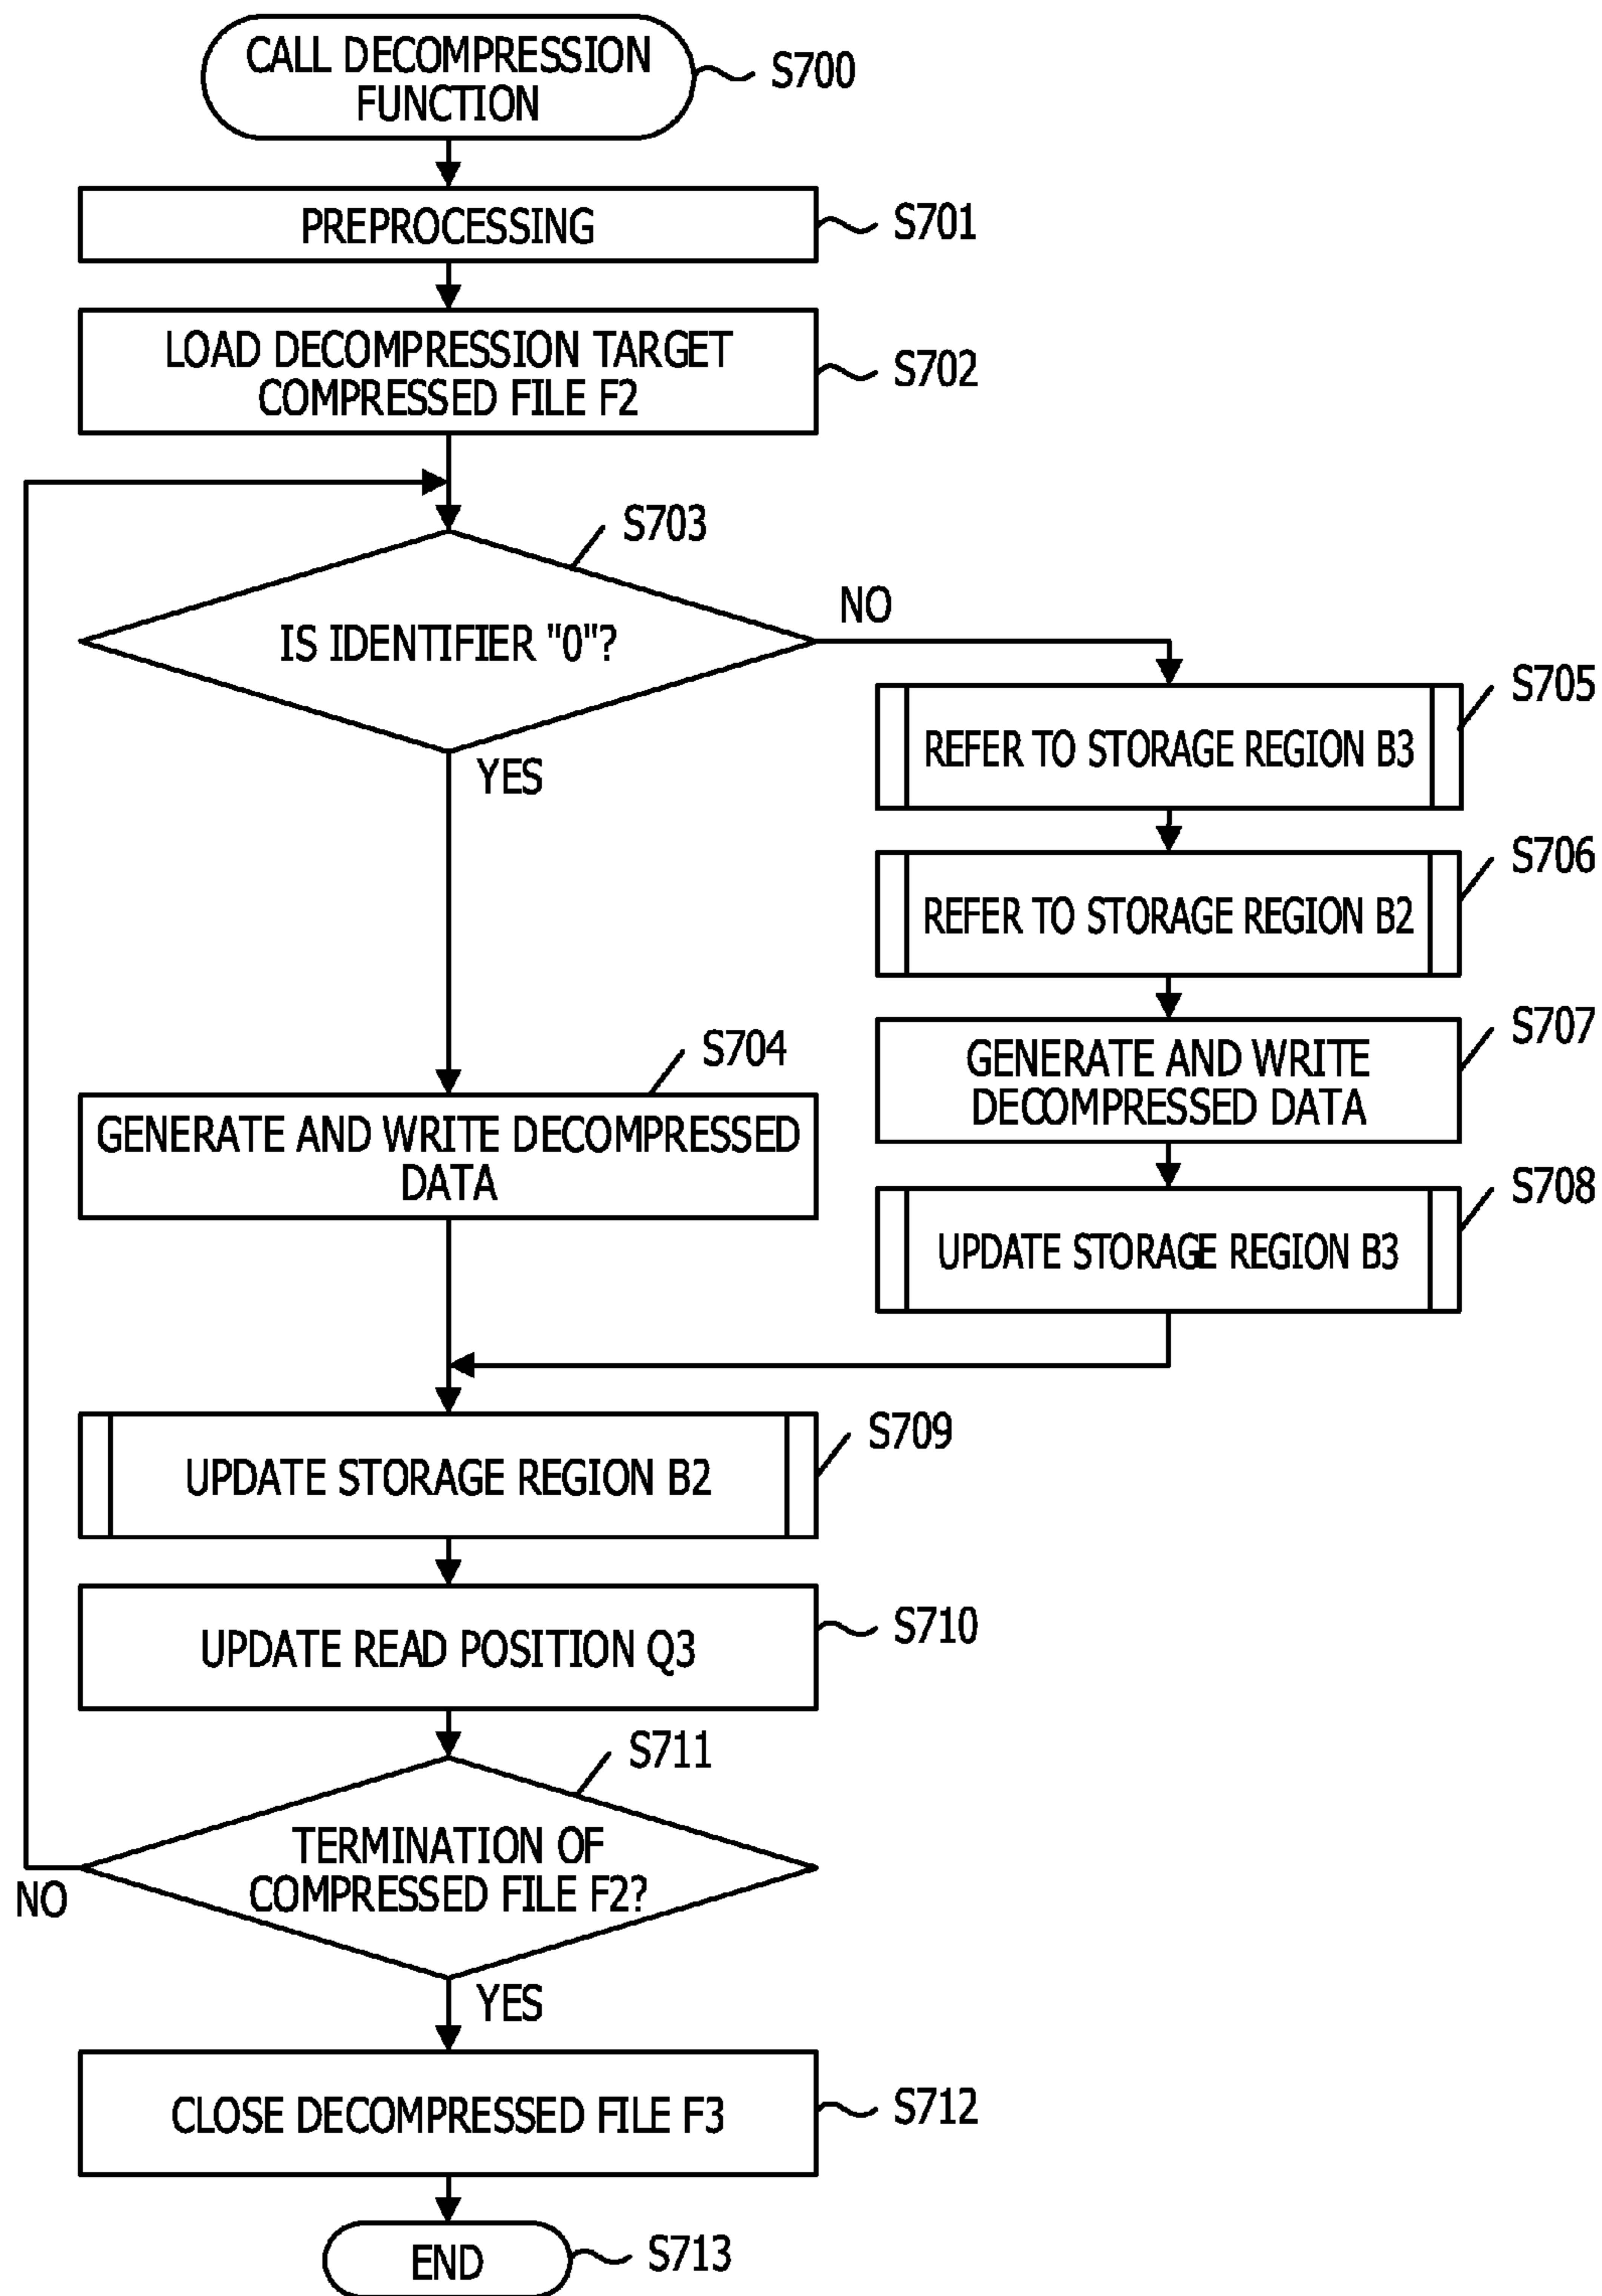 CALL DECOMPRESSION
FUNCTION
S700
PREPROCESSING
S701
LOAD DECOMPRESSION TARGET
COMPRESSED FILE F2
S702
S703
IS IDENTIFIER "0"?
NO
YES
S705
REFER TO STORAGE REGION B3
S706
REFER TO STORAGE REGION B2
S707
GENERATE AND WRITE
DECOMPRESSED DATA
S704
GENERATE AND WRITE DECOMPRESSED
DATA
S708
UPDATE STORAGE REGION B3
S709
UPDATE STORAGE REGION B2
S710
UPDATE READ POSITION Q3
S711
TERMINATION OF
COMPRESSED FILE F2?
NO
YES
CLOSE DECOMPRESSED FILE F3
S712
END
S713